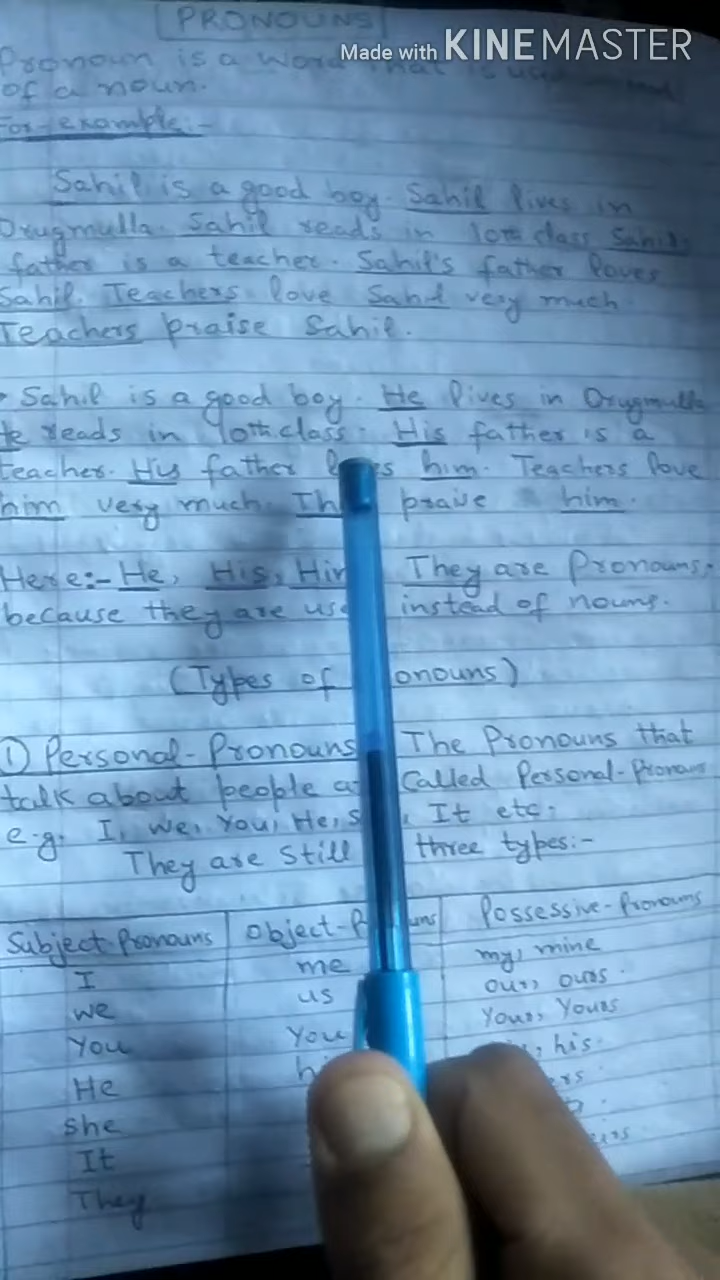 PRONOUNS
Made with KINEMASTER
Pronoun is a word that is
of a noun.
For example:-
Sahil is a good boy. Sahil lives in
Drugmulla. Sahil reads in 10th class Sahil's
father is a teacher. Sahil's father loves
Sahil. Teachers love Sahil very much.
Teachers praise Sahil.
Sahil is a good boy. He lives in Drugmulla
He reads in 10th class. His father is a
teacher. His father him. Teachers love
him very much. praise him.
Here:- He, His, They are Pronouns,
because they are instead of nouns.
(Types of
① Personal-Pronouns The Pronouns that
talk about people called Personal-Pronouns
e.g. I, We, You, He, It etc.
They are still three types:-
Subject-Pronouns Possessive-Pronouns
I me my, mine
we us our, ours
You You Your, Yours
He his
she
It
They